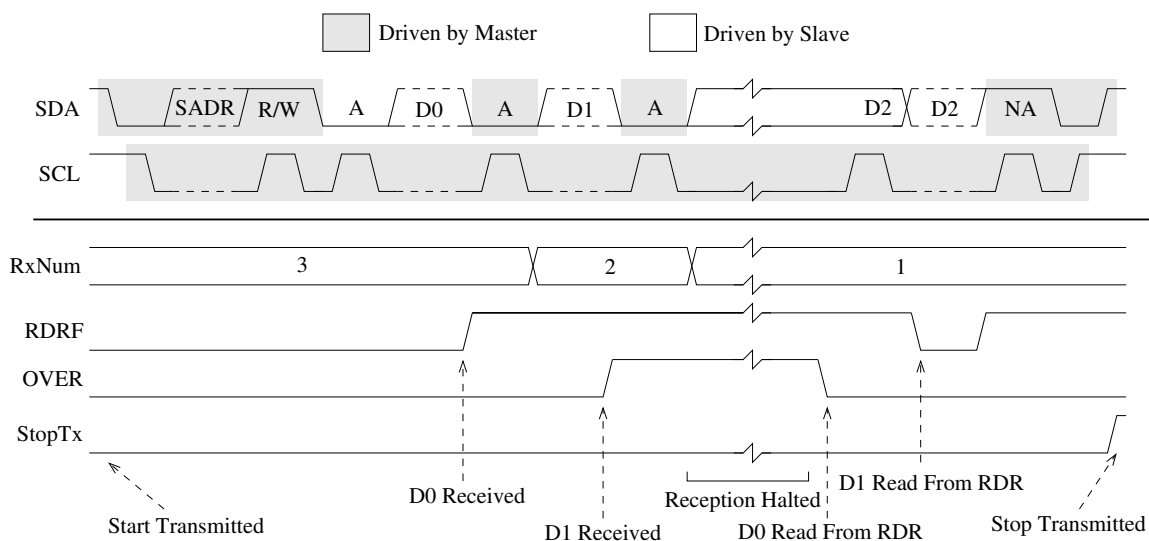 Driven by Master Driven by Slave
SDA SADR R/W A D0 A D1 A D2 D2 NA
SCL
RxNum 3 2 1
RDRF
OVER
StopTx
D0 Received Reception Halted D1 Read From RDR
Start Transmitted D1 Received D0 Read From RDR Stop Transmitted